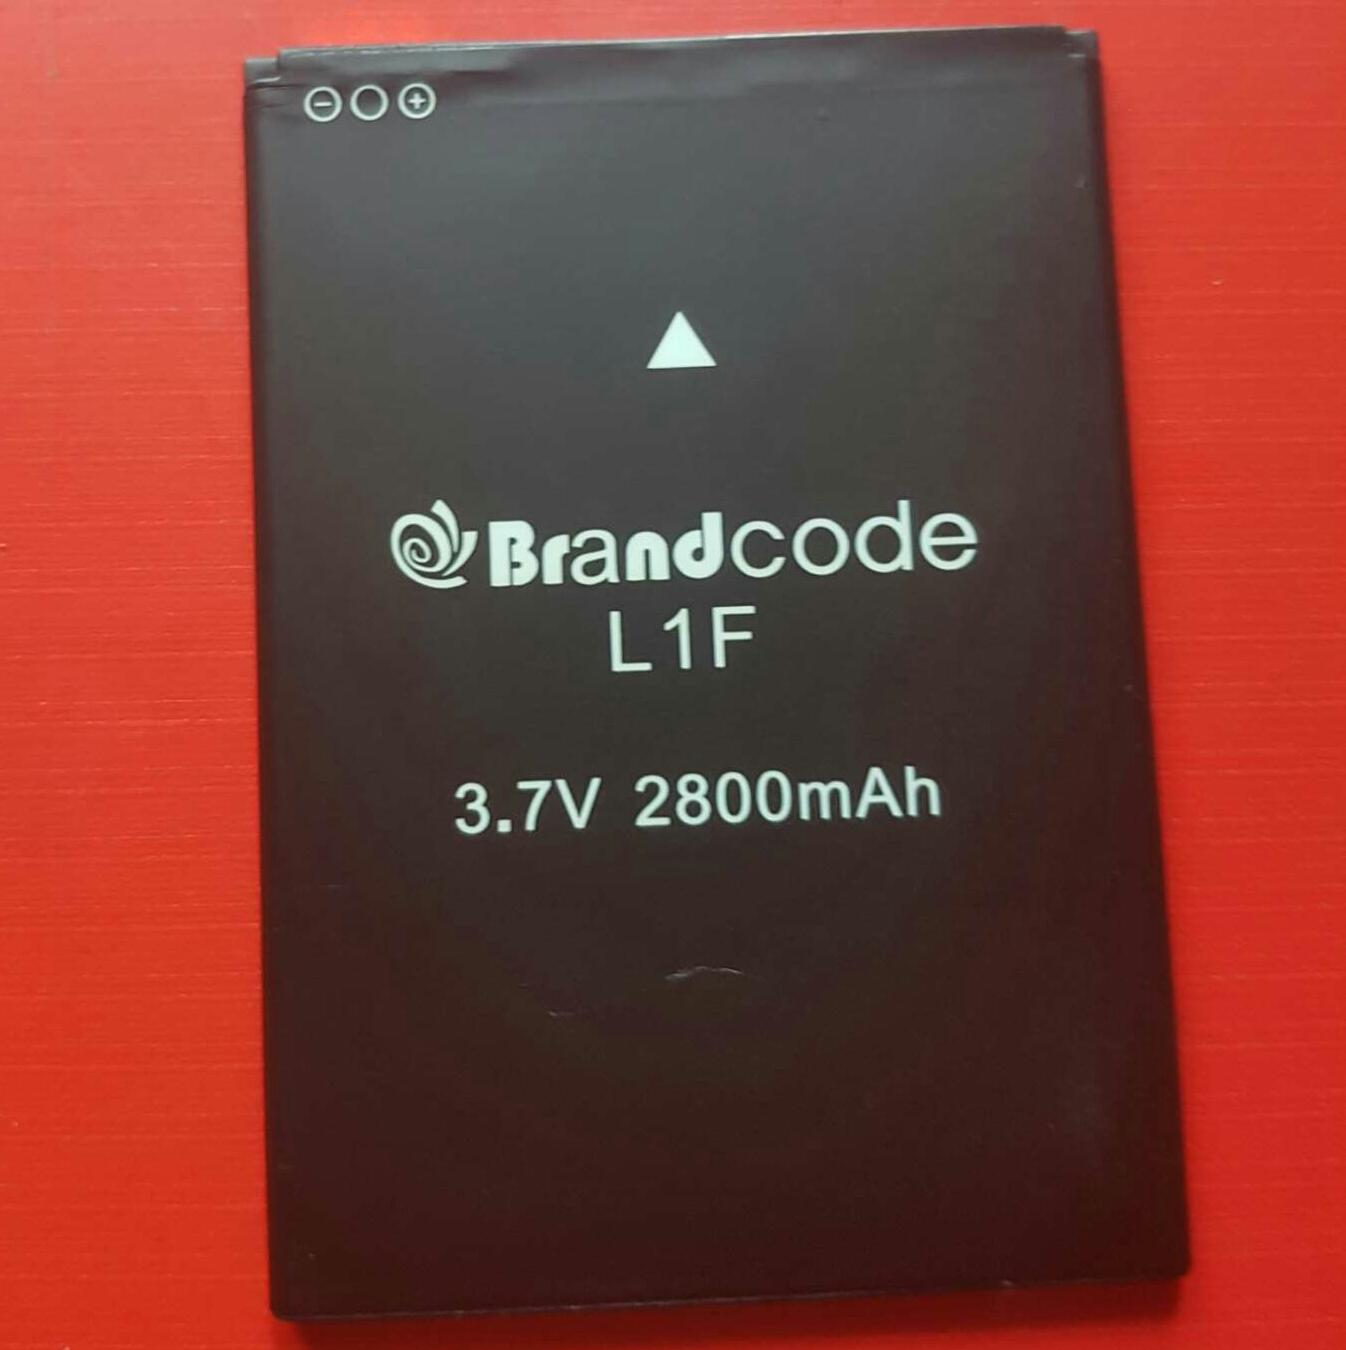 Brandcode
L1F
3.7V 2800mAh